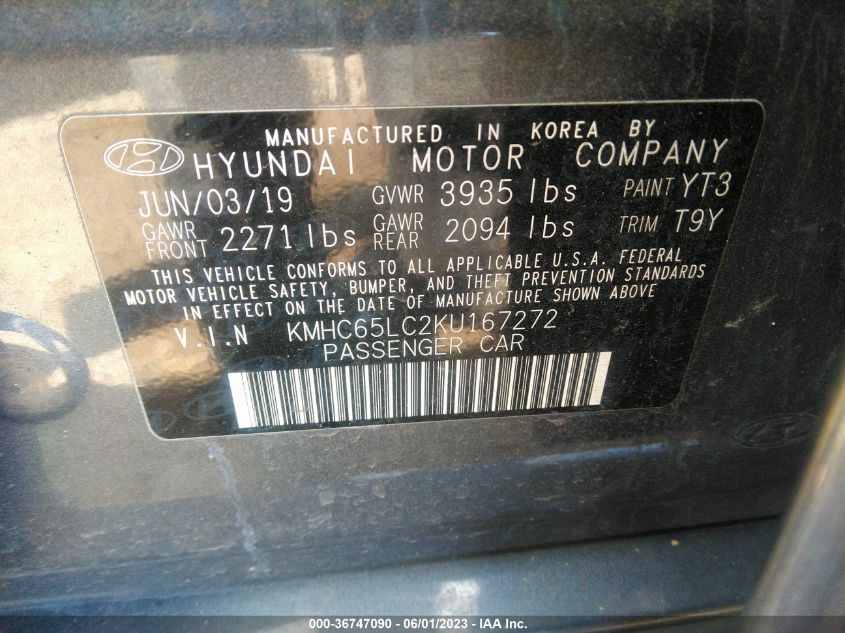 MANUFACTURED IN KOREA BY
HYUNDAI MOTOR COMPANY
JUN/03/19 GVWR 3935 lbs PAINT YT3
GAWR FRONT 2271 lbs GAWR REAR 2094 lbs TRIM T9Y
THIS VEHICLE CONFORMS TO ALL APPLICABLE U.S.A. FEDERAL
MOTOR VEHICLE SAFETY, BUMPER, AND THEFT PREVENTION STANDARDS
IN EFFECT ON THE DATE OF MANUFACTURE SHOWN ABOVE
V.I.N KMHC65LC2KU167272
PASSENGER CAR
000-36747090 - 06/01/2023 - IAA Inc.